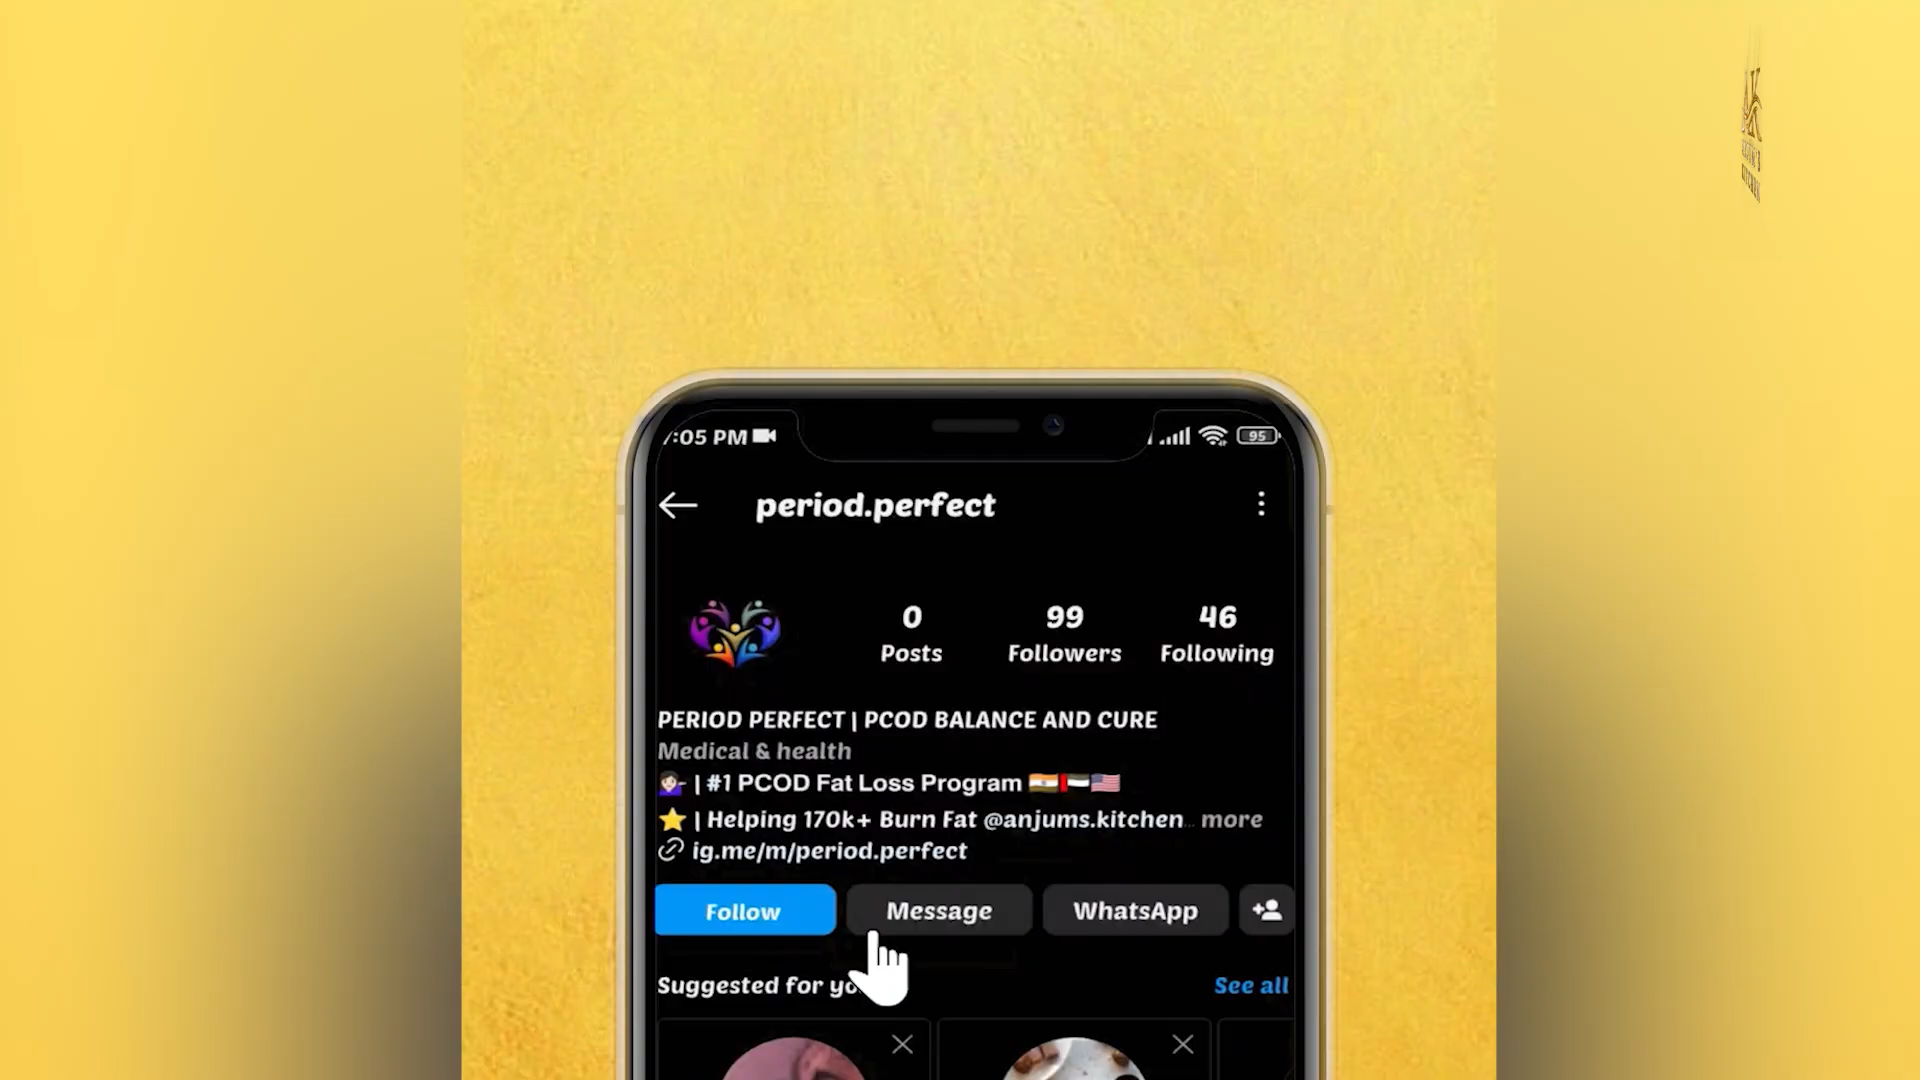 :05 PM
95
period.perfect
0
99
46
Posts
Followers
Following
PERIOD PERFECT | PCOD BALANCE AND CURE
Medical & health
| #1 PCOD Fat Loss Program
| Helping 170k+ Burn Fat @anjums.kitchen... more
ig.me/m/period.perfect
Follow
Message
WhatsApp
Suggested for yo
See all
AK
KITCHEN